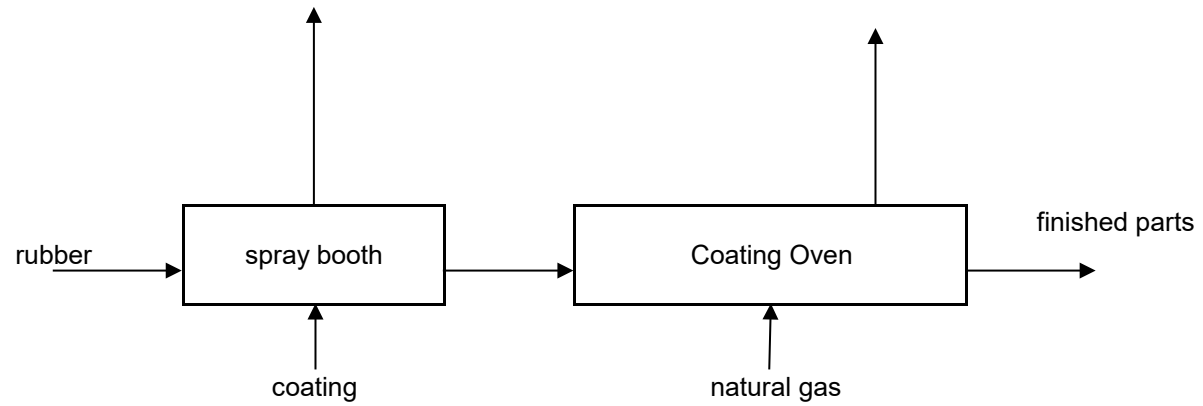 finished parts
rubber
spray booth
Coating Oven
coating
natural gas